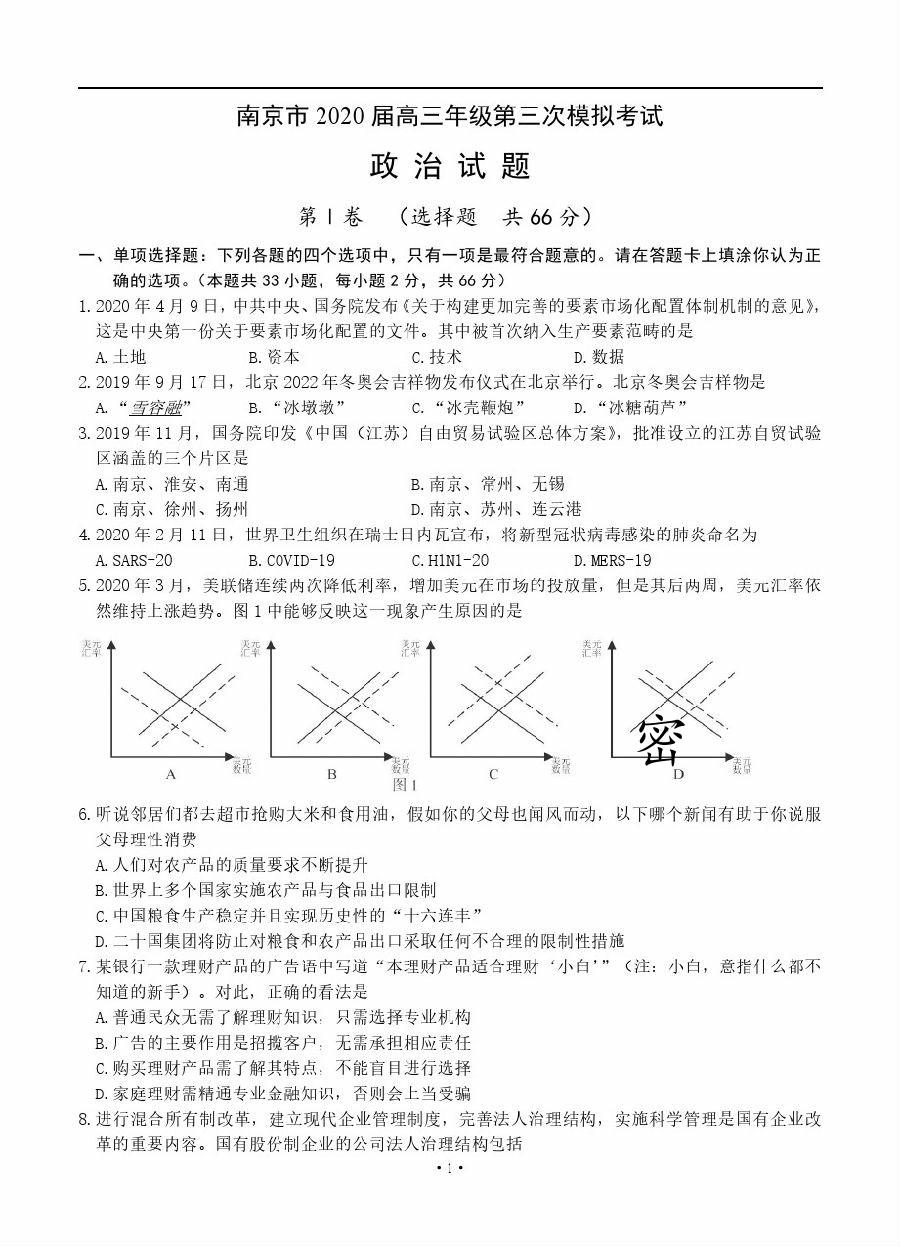 南京市 2020 届高三年级第三次模拟考试
政 治 试 题
第Ⅰ卷 （选择题 共 66 分）
一、单项选择题：下列各题的四个选项中，只有一项是最符合题意的。请在答题卡上填涂你认为正
确的选项。（本题共 33 小题，每小题 2 分，共 66 分）
1. 2020 年 4 月 9 日，中共中央、国务院发布《关于构建更加完善的要素市场化配置体制机制的意见》，
这是中央第一份关于要素市场化配置的文件。其中被首次纳入生产要素范畴的是
A. 土地 B. 资本 C. 技术 D. 数据
2. 2019 年 9 月 17 日，北京 2022 年冬奥会吉祥物发布仪式在北京举行。北京冬奥会吉样物是
A. “雪容融” B. “冰墩墩” C. “冰壳鞭炮” D. “冰糖葫芦”
3. 2019 年 11 月，国务院印发《中国（江苏）自由贸易试验区总体方案》，批准设立的江苏自贸试验
区涵盖的三个片区是
A. 南京、淮安、南通 B. 南京、常州、无锡
C. 南京、徐州、扬州 D. 南京、苏州、连云港
4. 2020 年 2 月 11 日，世界卫生组织在瑞士日内瓦宣布，将新型冠状病毒感染的肺炎命名为
A. SARS-20 B. COVID-19 C. H1N1-20 D. MERS-19
5. 2020 年 3 月，美联储连续两次降低利率，增加美元在市场的投放量，但是其后两周，美元汇率依
然维持上涨趋势。图 1 中能够反映这一现象产生原因的是
美元 美元 美元 美元
汇率 汇率 汇率 汇率
密
美元 美元 美元 美元
数量 数量 数量 数量
A B C D
图 1
6. 听说邻居们都去超市抢购大米和食用油，假如你的父母也闻风而动，以下哪个新闻有助于你说服
父母理性消费
A. 人们对农产品的质量要求不断提升
B. 世界上多个国家实施农产品与食品出口限制
C. 中国粮食生产稳定并且实现历史性的“十六连丰”
D. 二十国集团将防止对粮食和农产品出口采取任何不合理的限制性措施
7. 某银行一款理财产品的广告语中写道“本理财产品适合理财‘小白’”（注：小白，意指什么都不
知道的新手）。对此，正确的看法是
A. 普通民众无需了解理财知识，只需选择专业机构
B. 广告的主要作用是招揽客户，无需承担相应责任
C. 购买理财产品需了解其特点，不能盲目进行选择
D. 家庭理财需精通专业金融知识，否则会上当受骗
8. 进行混合所有制改革，建立现代企业管理制度，完善法人治理结构，实施科学管理是国有企业改
革的重要内容。国有股份制企业的公司法人治理结构包括
· 1 ·